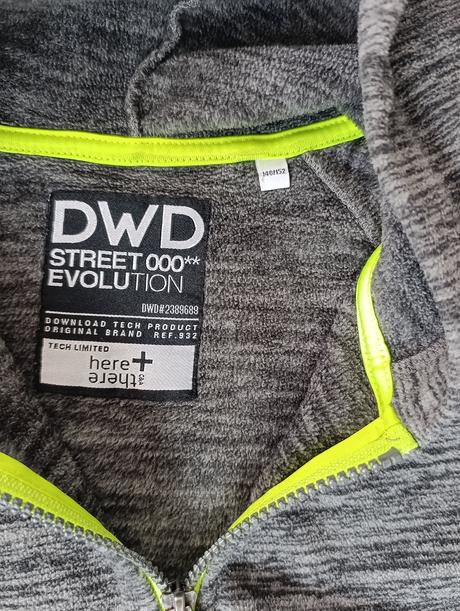 DWD
STREET 000**
EVOLUTION
DWD#2389689
DOWNLOAD TECH PRODUCT
ORIGINAL BRAND REF.932
TECH LIMITED
here+
there
C&A
146/152